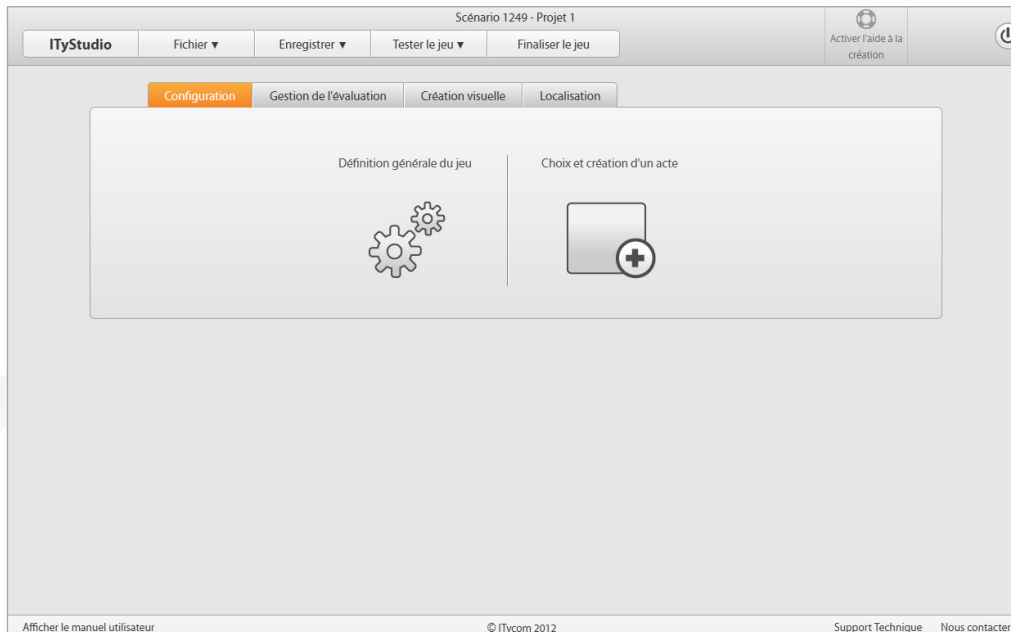 Scénario 1249 - Projet 1
ITyStudio
Fichier ▼
Enregistrer ▼
Tester le jeu ▼
Finaliser le jeu
Activer l'aide à la
création
Configuration
Gestion de l'évaluation
Création visuelle
Localisation
Définition générale du jeu
Choix et création d'un acte
Afficher le manuel utilisateur
© ITycom 2012
Support Technique
Nous contacter